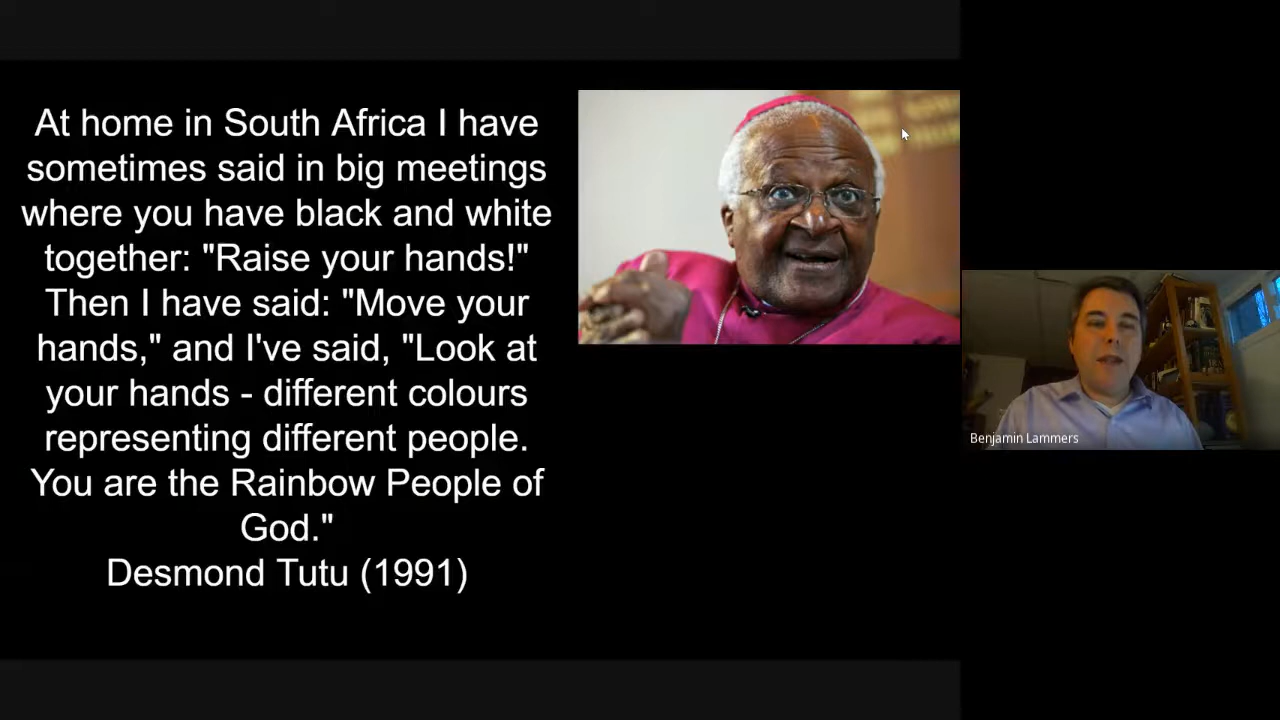 At home in South Africa I have
sometimes said in big meetings
where you have black and white
together: "Raise your hands!"
Then I have said: "Move your
hands," and I've said, "Look at
your hands - different colours
representing different people.
You are the Rainbow People of
God."
Desmond Tutu (1991)
Benjamin Lammers